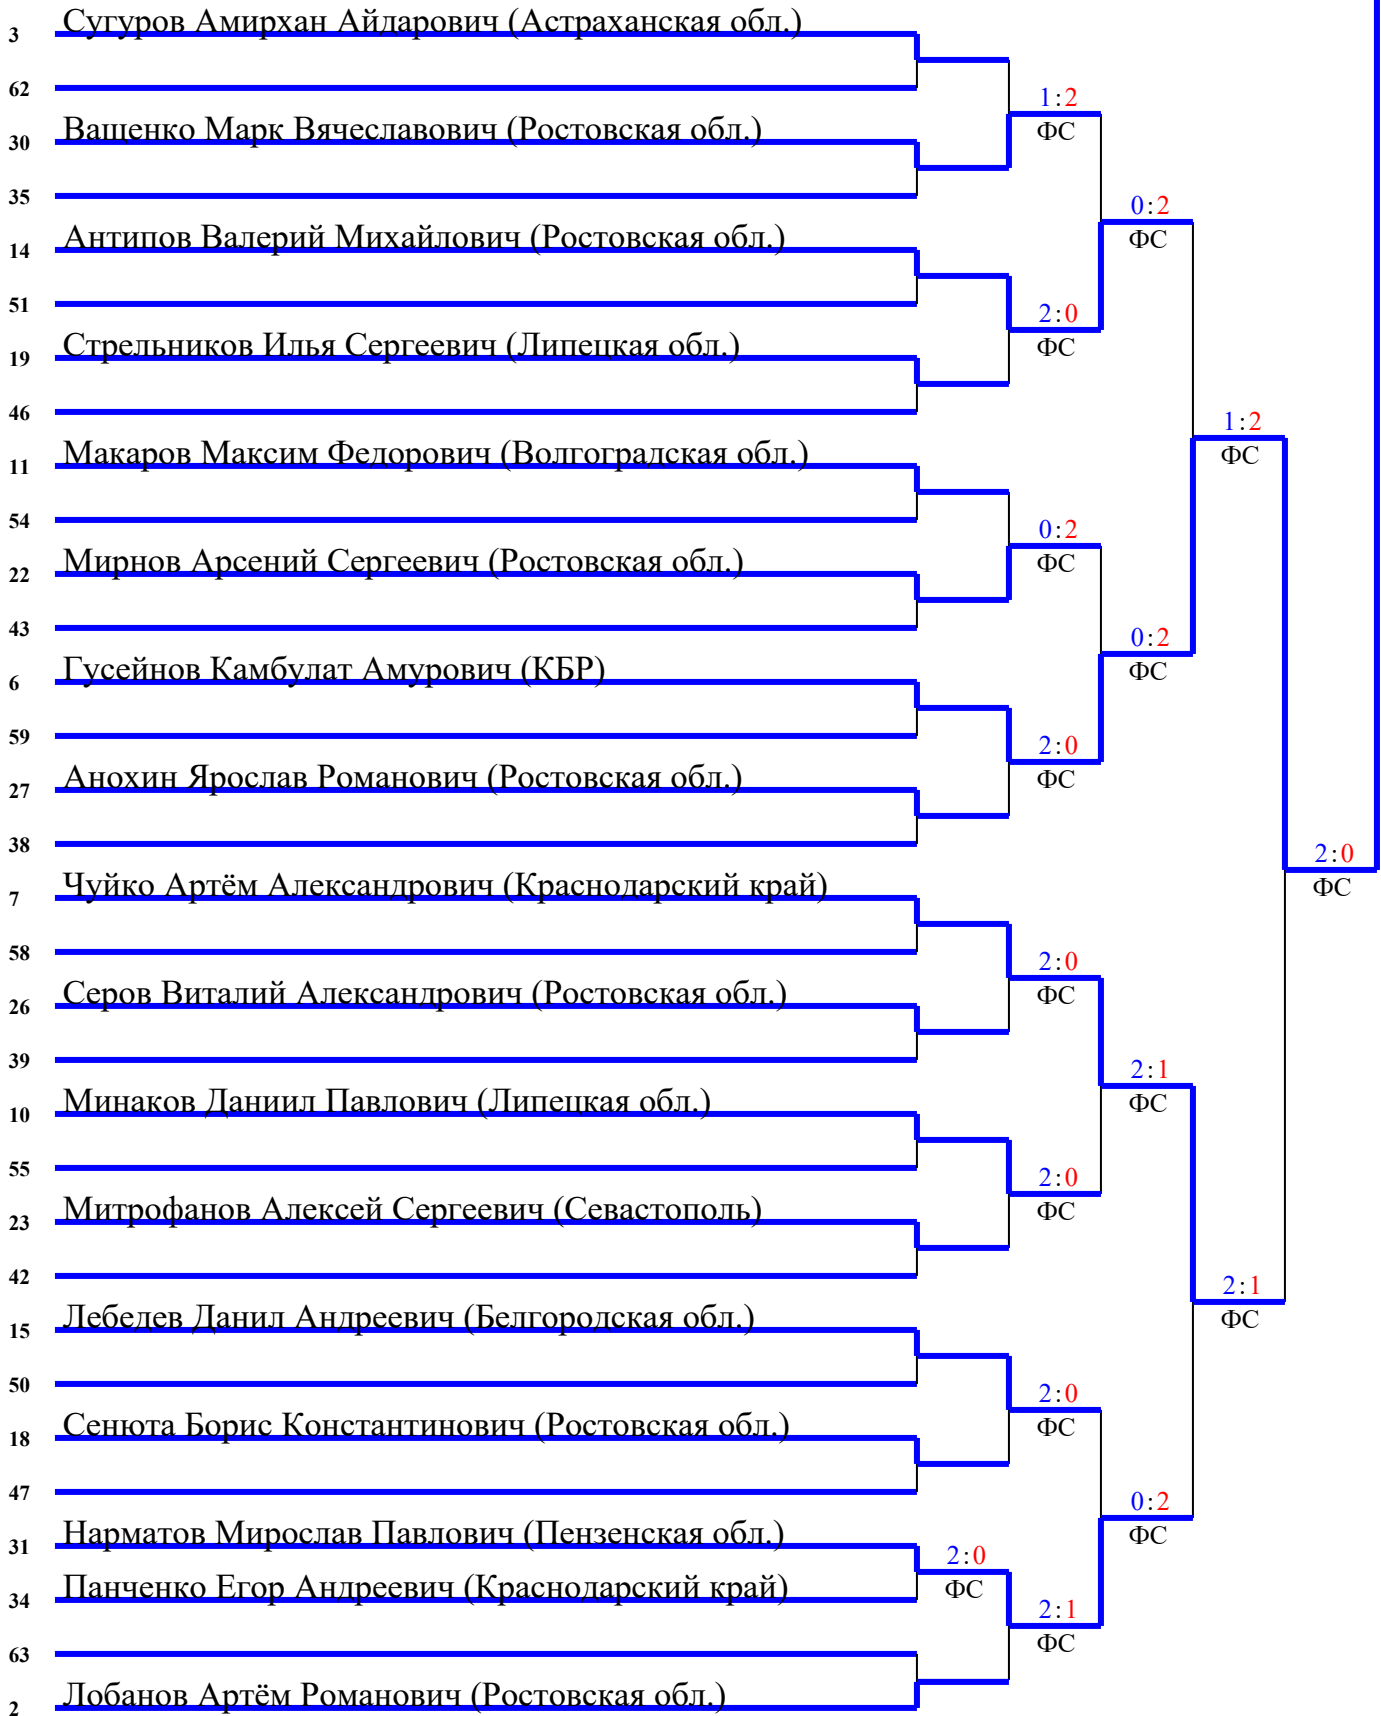 3 Сугуров Амирхан Айдарович (Астраханская обл.)
62
1:2
30 Ващенко Марк Вячеславович (Ростовская обл.)
ФС
35
0:2
14 Антипов Валерий Михайлович (Ростовская обл.)
ФС
51
2:0
19 Стрельников Илья Сергеевич (Липецкая обл.)
ФС
46
1:2
11 Макаров Максим Федорович (Волгоградская обл.)
ФС
54
0:2
22 Мирнов Арсений Сергеевич (Ростовская обл.)
ФС
43
0:2
6 Гусейнов Камбулат Амурович (КБР)
ФС
59
2:0
27 Анохин Ярослав Романович (Ростовская обл.)
ФС
38
2:0
7 Чуйко Артём Александрович (Краснодарский край)
ФС
58
2:0
26 Серов Виталий Александрович (Ростовская обл.)
ФС
39
2:1
10 Минаков Даниил Павлович (Липецкая обл.)
ФС
55
2:0
23 Митрофанов Алексей Сергеевич (Севастополь)
ФС
42
2:1
15 Лебедев Данил Андреевич (Белгородская обл.)
ФС
50
2:0
18 Сенюта Борис Константинович (Ростовская обл.)
ФС
47
0:2
31 Нарматов Мирослав Павлович (Пензенская обл.)
ФС
2:0
34 Панченко Егор Андреевич (Краснодарский край)
ФС
2:1
63
ФС
2 Лобанов Артём Романович (Ростовская обл.)